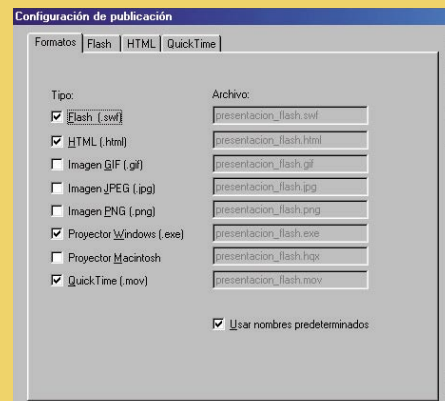 Configuración de publicación
Formatos Flash HTML QuickTime
Tipo: Archivo:
Flash (.swf) presentacion_flash.swf
HTML (.html) presentacion_flash.html
Imagen GIF (.gif) presentacion_flash.gif
Imagen JPEG (.jpg) presentacion_flash.jpg
Imagen PNG (.png) presentacion_flash.png
Proyector Windows (.exe) presentacion_flash.exe
Proyector Macintosh presentacion_flash.hqx
QuickTime (.mov) presentacion_flash.mov
Usar nombres predeterminados